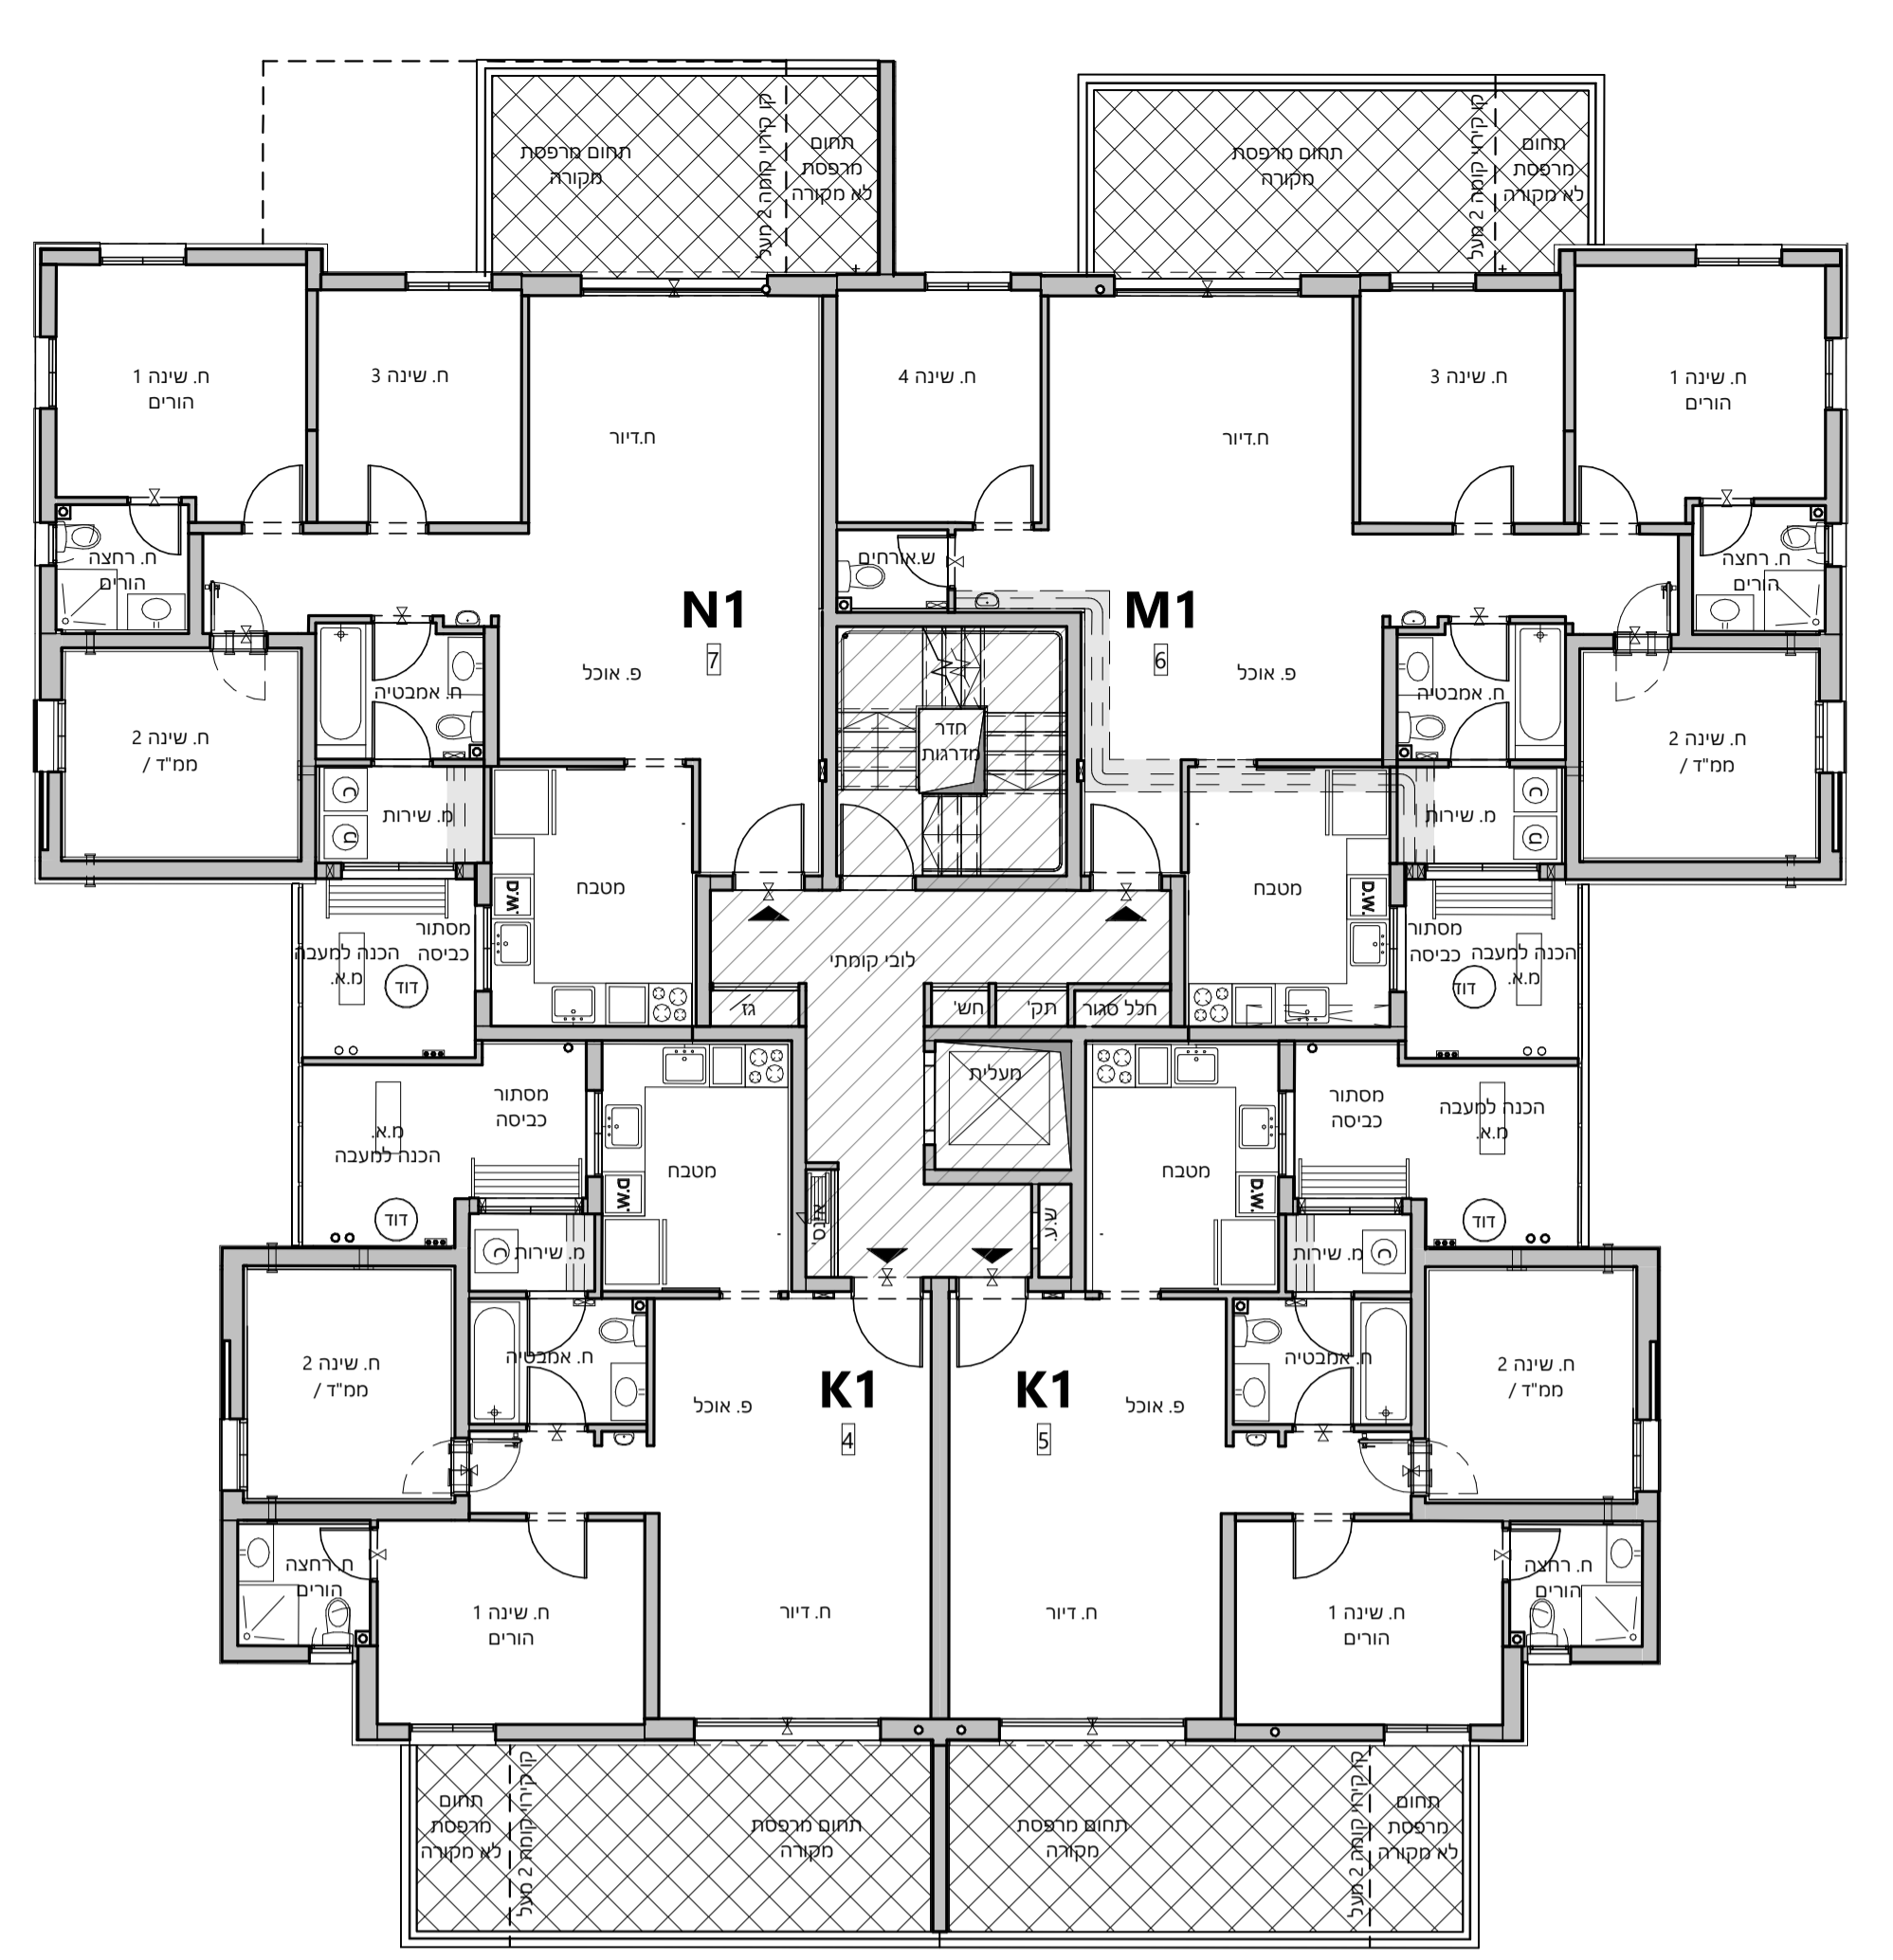 תחום מרפסת
מקורה
קו קירוי קומה 2 מעל
תחום
מרפסת
לא מקורה
תחום מרפסת
מקורה
קו קירוי קומה 2 מעל
תחום
מרפסת
לא מקורה
ח. שינה 1
הורים
ח. שינה 3
ח.דיור
ח. שינה 4
ח.דיור
ח. שינה 3
ח. שינה 1
הורים
ח. רחצה
הורים
ש.אורחים
ח. רחצה
הורים
N1
7
M1
6
פ. אוכל
פ. אוכל
ח. אמבטיה
ח. אמבטיה
ח. שינה 2
/ ממ"ד
חדר
מדרגות
ח. שינה 2
/ ממ"ד
כ
מ
מ. שירות
מ. שירות
כ
מ
מטבח
D.W.
מטבח
D.W.
מסתור
כביסה
הכנה למעבה
מ.א.
דוד
לובי קומתי
מסתור
כביסה
הכנה למעבה
מ.א.
דוד
גז
חש'
תק'
חלל סגור
מעלית
מסתור
כביסה
מ.א.
הכנה למעבה
דוד
מטבח
D.W.
מטבח
D.W.
מסתור
כביסה
הכנה למעבה
מ.א.
דוד
ש.ע.
כ
מ. שירות
מ. שירות
כ
ח. שינה 2
/ ממ"ד
ח. אמבטיה
K1
4
K1
5
פ. אוכל
פ. אוכל
ח. אמבטיה
ח. שינה 2
/ ממ"ד
ח. רחצה
הורים
ח. שינה 1
הורים
ח. דיור
ח. דיור
ח. שינה 1
הורים
ח. רחצה
הורים
תחום
מרפסת
לא מקורה
קו קירוי קומה 2 מעל
תחום מרפסת
מקורה
תחום מרפסת
מקורה
קו קירוי קומה 2 מעל
תחום
מרפסת
לא מקורה